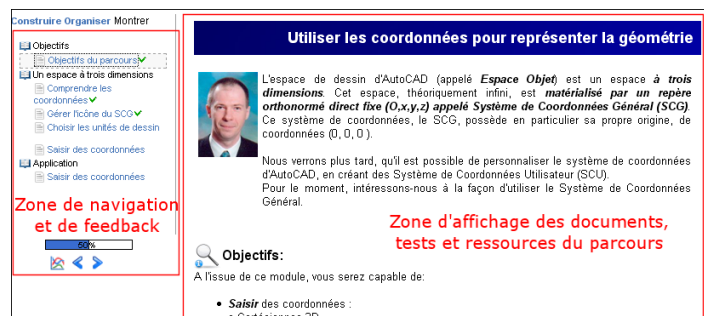 Construire Organiser Montrer
Objectifs
Objectifs du parcours
Un espace à trois dimensions
Comprendre les
coordonnées
Gérer l'icône du SCG
Choisir les unités de dessin
Saisir des coordonnées
Application
Saisir des coordonnées
Zone de navigation
et de feedback
50%
Utiliser les coordonnées pour représenter la géométrie
L'espace de dessin d'AutoCAD (appelé Espace Objet) est un espace à trois
dimensions. Cet espace, théoriquement infini, est matérialisé par un repère
orthonormé direct fixe (O,x,y,z) appelé Système de Coordonnées Général (SCG).
Ce système de coordonnées, le SCG, possède en particulier sa propre origine, de
coordonnées (0, 0, 0 ).
Nous verrons plus tard, qu'il est possible de personnaliser le système de coordonnées
d'AutoCAD, en créant des Système de Coordonnées Utilisateur (SCU).
Pour le moment, intéressons-nous à la façon d'utiliser le Système de Coordonnées
Général.
Zone d'affichage des documents,
tests et ressources du parcours
Objectifs:
A l'issue de ce module, vous serez capable de:
Saisir des coordonnées :